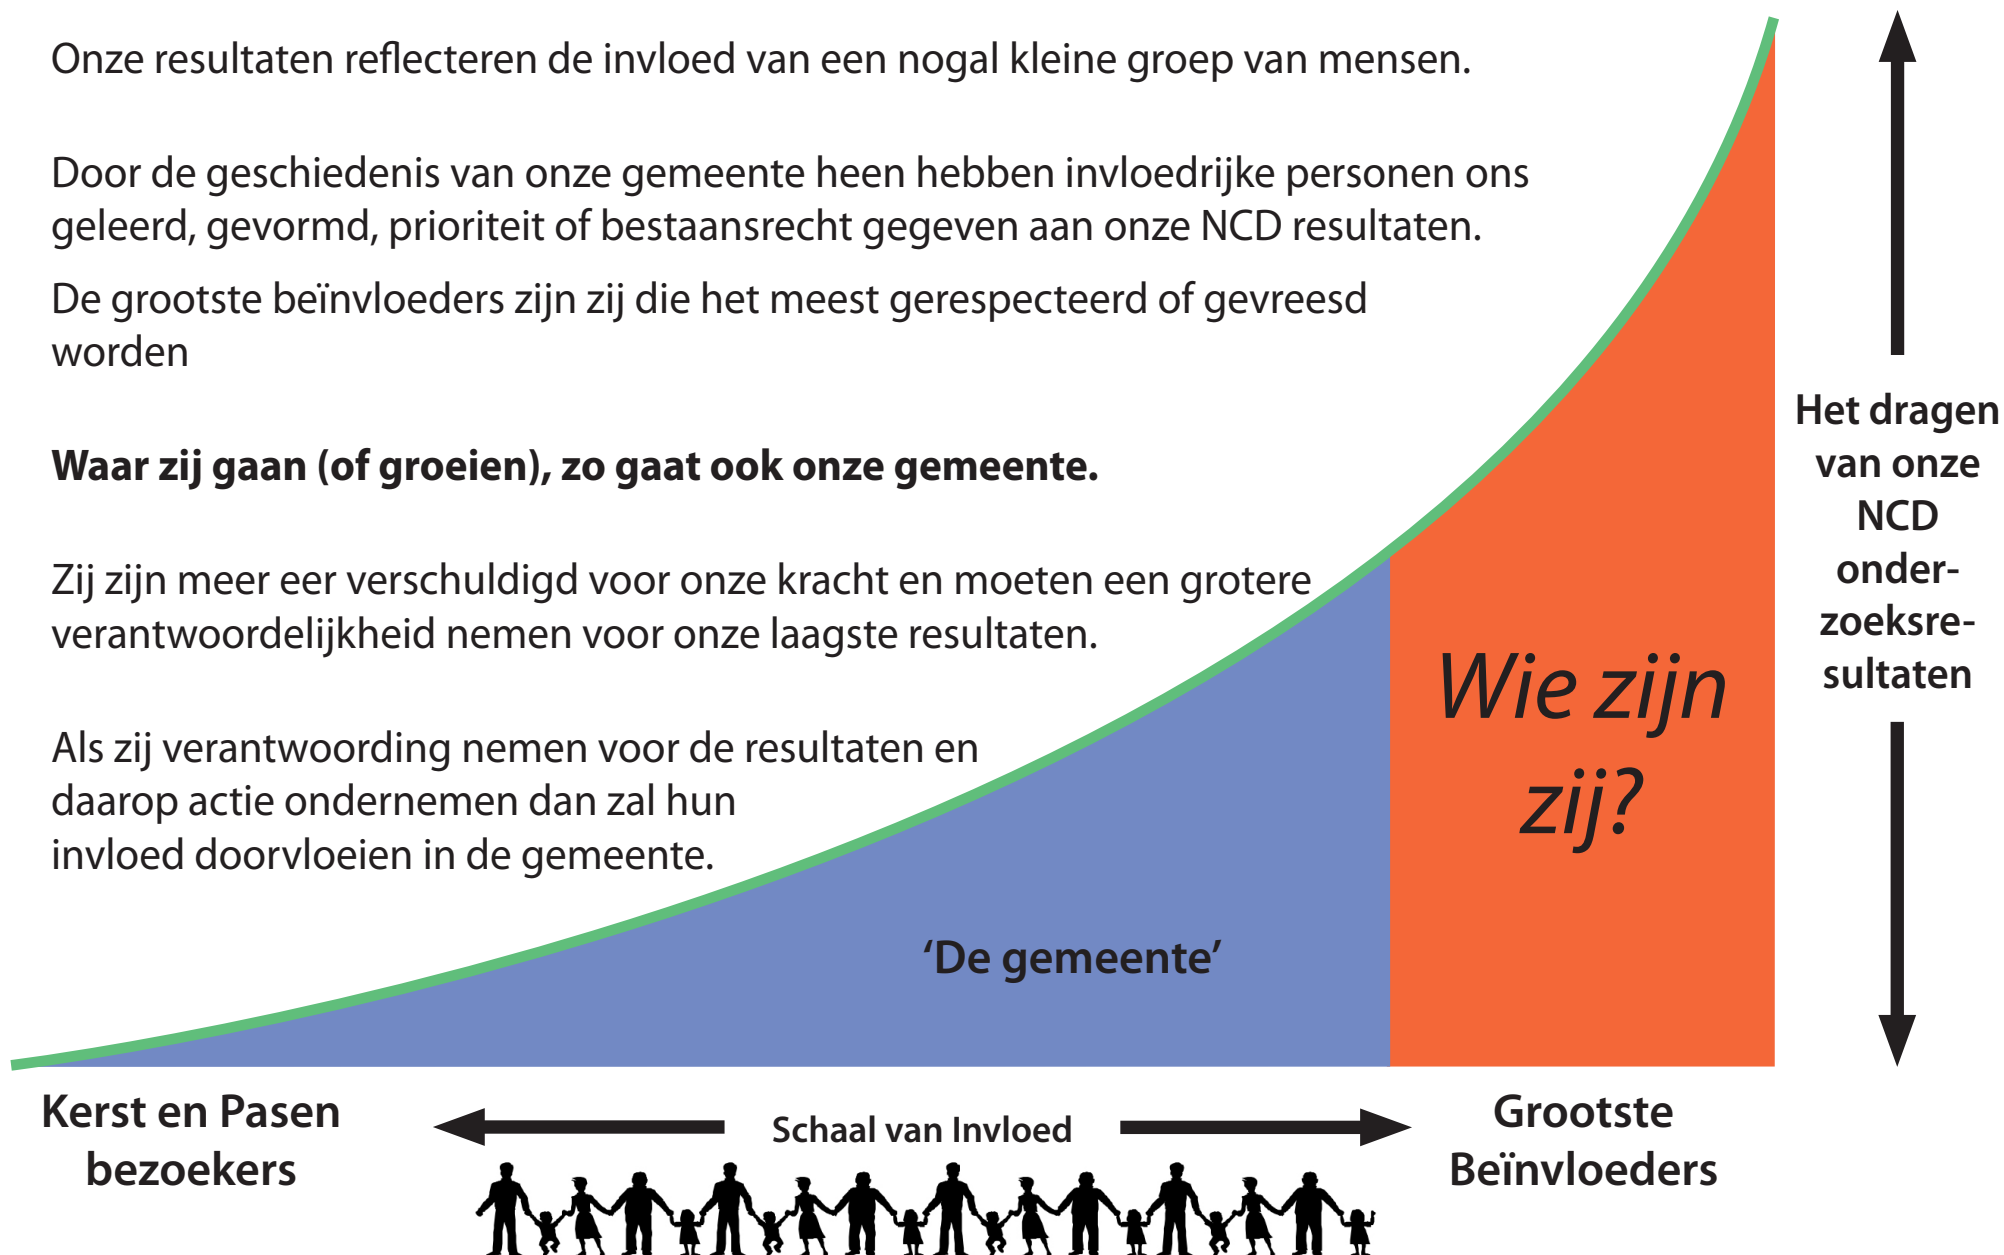 Onze resultaten reflecteren de invloed van een nogal kleine groep van mensen.
Door de geschiedenis van onze gemeente heen hebben invloedrijke personen ons
geleerd, gevormd, prioriteit of bestaansrecht gegeven aan onze NCD resultaten.
De grootste beïnvloeders zijn zij die het meest gerespecteerd of gevreesd
worden
Waar zij gaan (of groeien), zo gaat ook onze gemeente.
Zij zijn meer eer verschuldigd voor onze kracht en moeten een grotere
verantwoordelijkheid nemen voor onze laagste resultaten.
Als zij verantwoording nemen voor de resultaten en
daarop actie ondernemen dan zal hun
invloed doorvloeien in de gemeente.
Het dragen
van onze
NCD
onder-
zoeksre-
sultaten
Wie zijn
zij?
‘De gemeente’
Kerst en Pasen
bezoekers
Schaal van Invloed
Grootste
Beïnvloeders